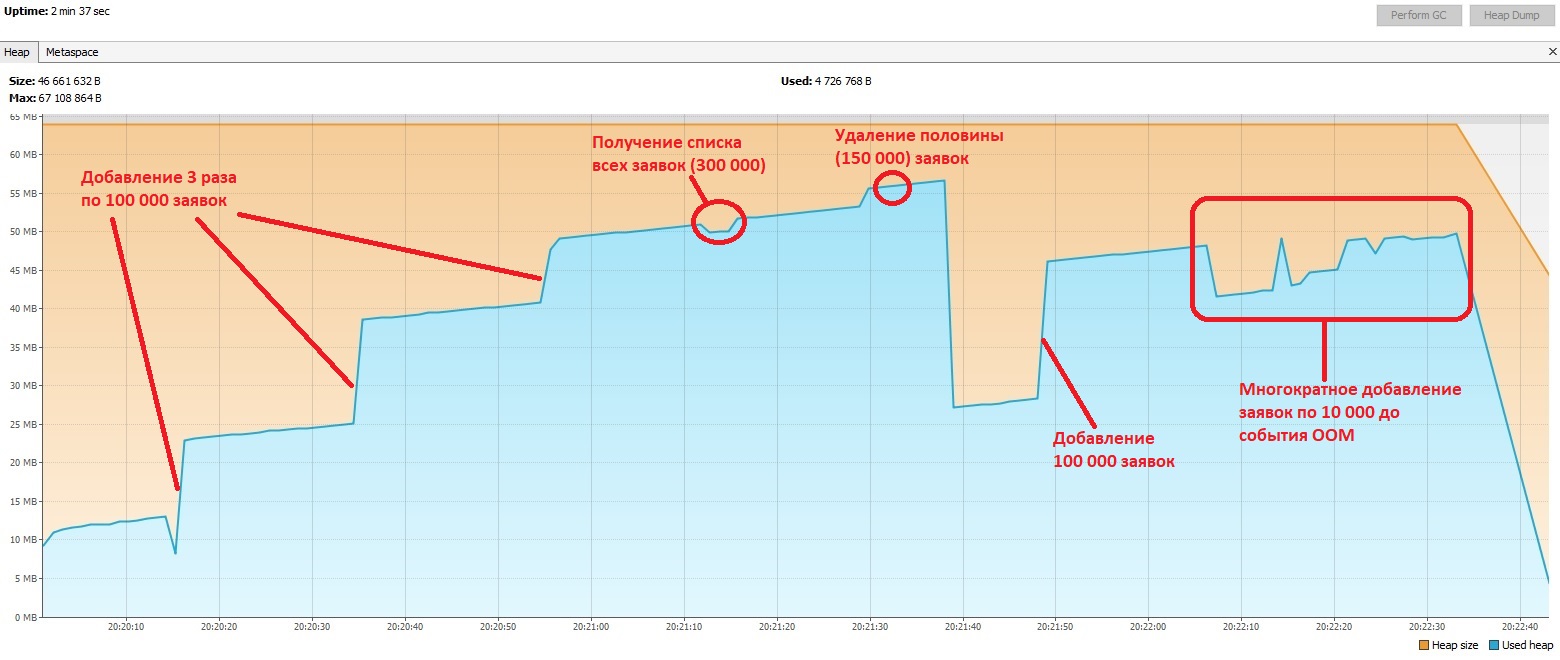 Uptime: 2 min 37 sec
Perform GC
Heap Dump
Heap
Metaspace
×
Size: 46 661 632 B
Used: 4 726 768 B
Max: 67 108 864 B
65 MB
60 MB
55 MB
50 MB
45 MB
40 MB
35 MB
30 MB
25 MB
20 MB
15 MB
10 MB
5 MB
0 MB
Добавление 3 раза
по 100 000 заявок
Получение списка
всех заявок (300 000)
Удаление половины
(150 000) заявок
Добавление
100 000 заявок
Многократное добавление
заявок по 10 000 до
события OOM
20:20:10
20:20:20
20:20:30
20:20:40
20:20:50
20:21:00
20:21:10
20:21:20
20:21:30
20:21:40
20:21:50
20:22:00
20:22:10
20:22:20
20:22:30
20:22:40
Heap size
Used heap